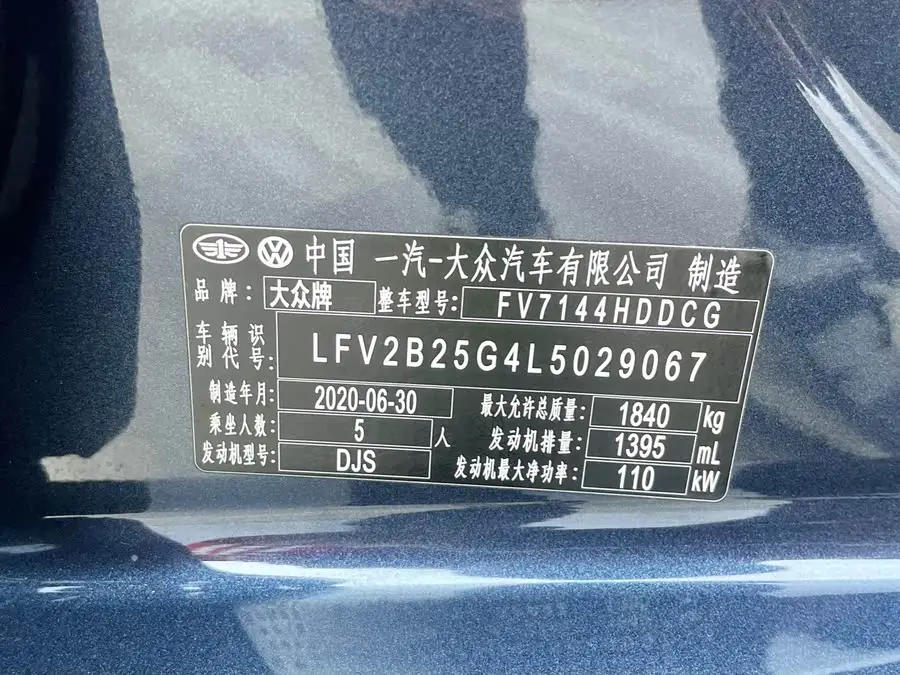 中国 一汽-大众汽车有限公司 制造
品牌: 大众牌 整车型号: FV7144HDDCG
车辆识别代号: LFV2B25G4L5029067
制造年月: 2020-06-30 最大允许总质量: 1840 kg
乘坐人数: 5 人 发动机排量: 1395 mL
发动机型号: DJS 发动机最大净功率: 110 kW